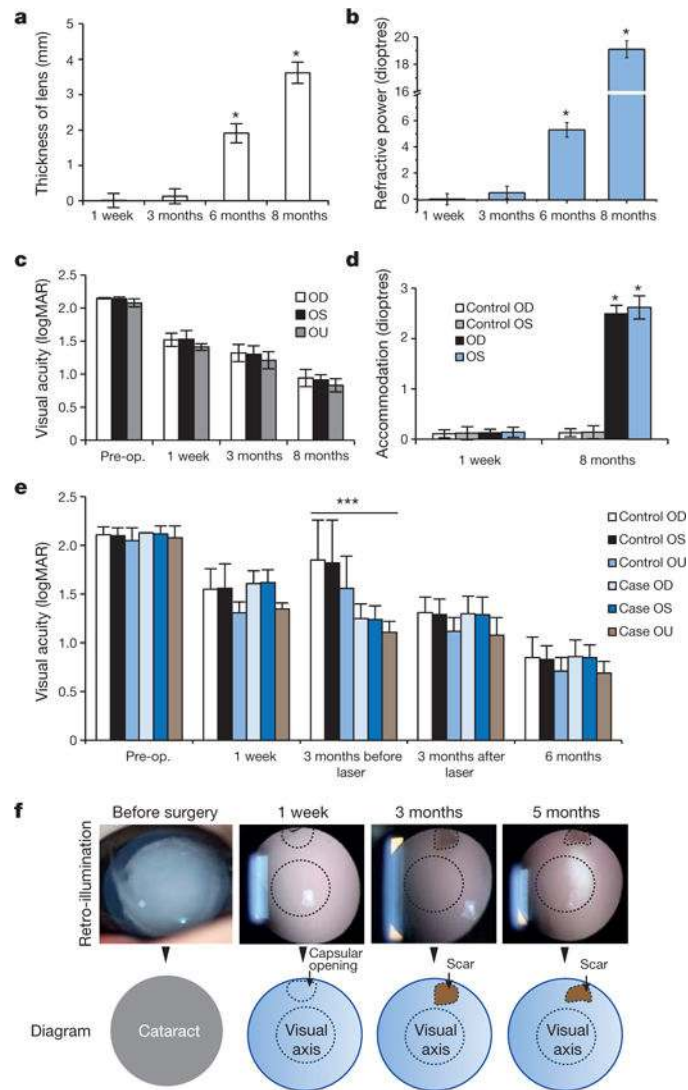 a
Thickness of lens (mm)
5
4
3
2
1
0
*
*
1 week
3 months
6 months
8 months
b
Refractive power (dioptres)
20
18
16
8
6
4
2
0
*
*
1 week
3 months
6 months
8 months
c
Visual acuity (logMAR)
2.5
2.0
1.5
1.0
0.5
0
OD
OS
OU
Pre-op.
1 week
3 months
8 months
d
Accommodation (dioptres)
3
2
1
0
Control OD
Control OS
OD
OS
* *
1 week
8 months
e
Visual acuity (logMAR)
2.5
2.0
1.5
1.0
0.5
0
***
Control OD
Control OS
Control OU
Case OD
Case OS
Case OU
Pre-op.
1 week
3 months before
laser
3 months after
laser
6 months
f
Before surgery
1 week
3 months
5 months
Retro-illumination
Capsular
opening
Scar
Scar
Diagram
Cataract
Visual
axis
Visual
axis
Visual
axis